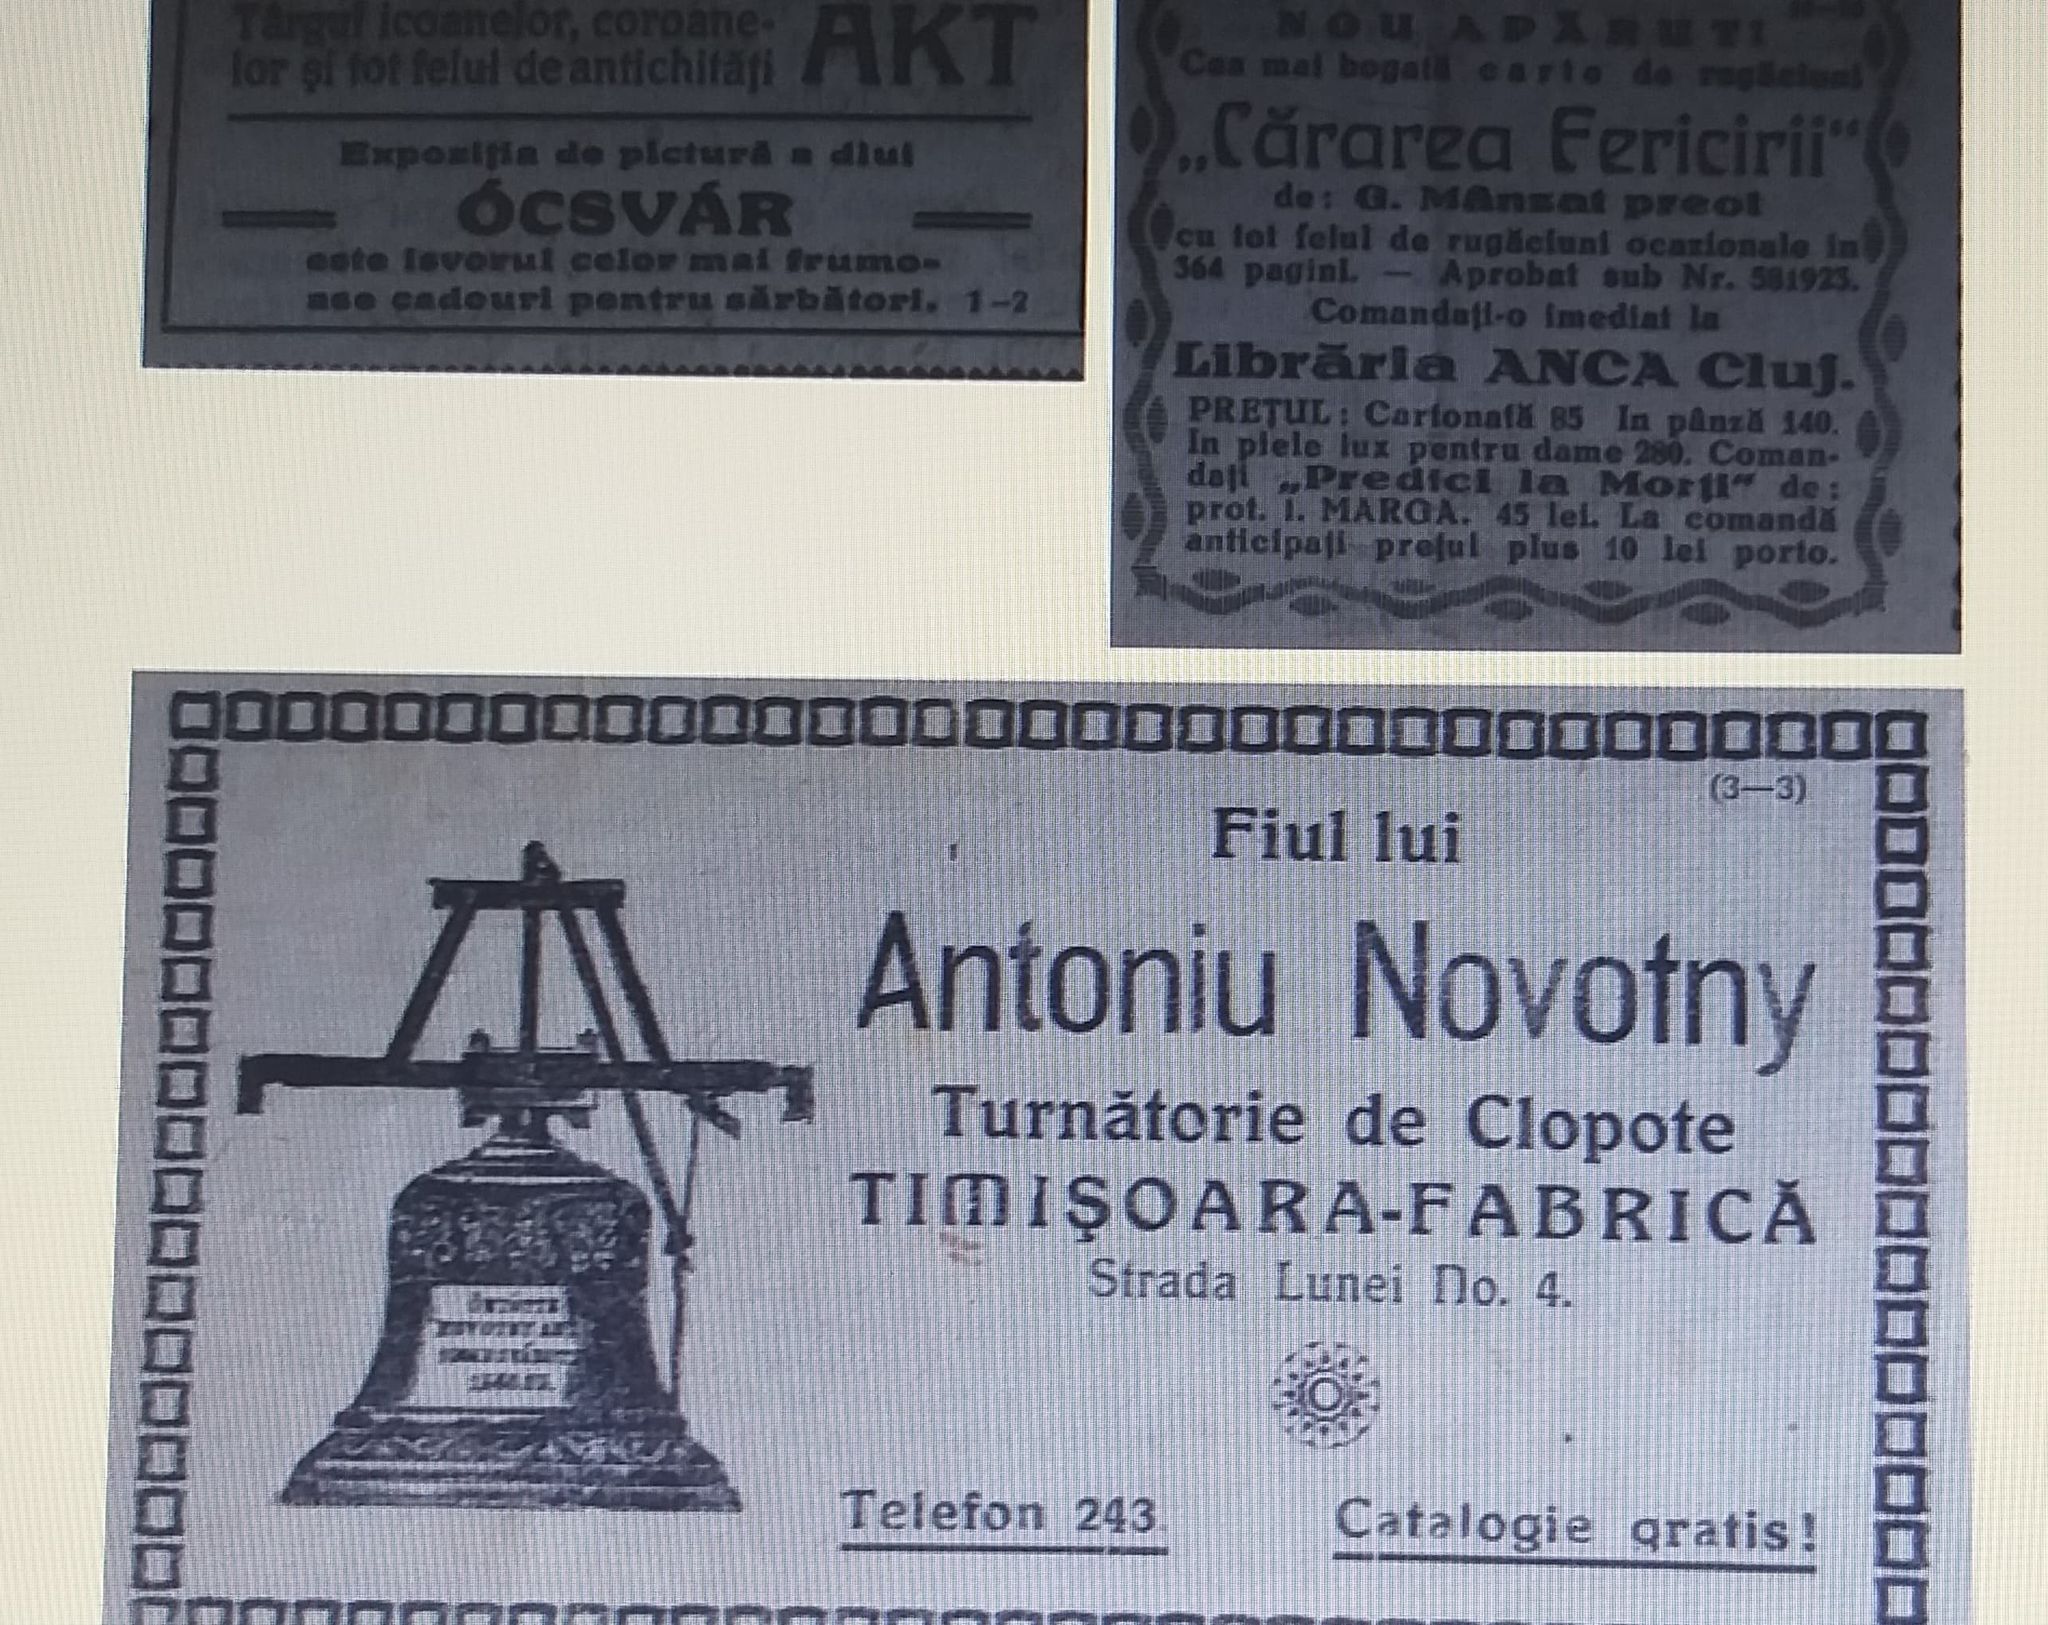 Târgul icoanelor, coroane-
lor și tot felul de antichități AKT
Expoziția de pictură a dlui
ÓCSVÁR
este isvorul celor mai frumo-
ase cadouri pentru sărbători. 1-2
NOU APĂRUT!
Cea mai bogată carte de rugăciuni
„Cărarea Fericirii“
de: G. Mânzat preot
cu tot felul de rugăciuni ocazionale in
364 pagini. — Aprobat sub Nr. 581923.
Comandați-o imediat la
Librăria ANCA Cluj.
PREȚUL: Cartonată 85 In pânză 140.
In piele lux pentru dame 280. Coman-
dați „Predici la Morți“ de:
prot. I. MARGA. 45 lei. La comandă
anticipați prețul plus 10 lei porto.
(3—3)
Fiul lui
Antoniu Novotny
Turnătorie de Clopote
TIMIȘOARA-FABRICĂ
Strada Lunei No. 4.
NOVOTNY
Telefon 243
Catalogie gratis!